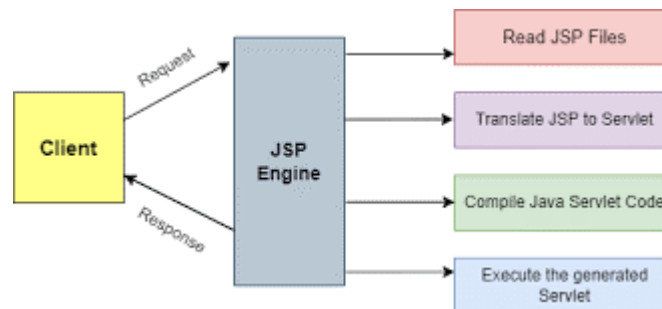 Client
Request
Response
JSP
Engine
Read JSP Files
Translate JSP to Servlet
Compile Java Servlet Code
Execute the generated
Servlet